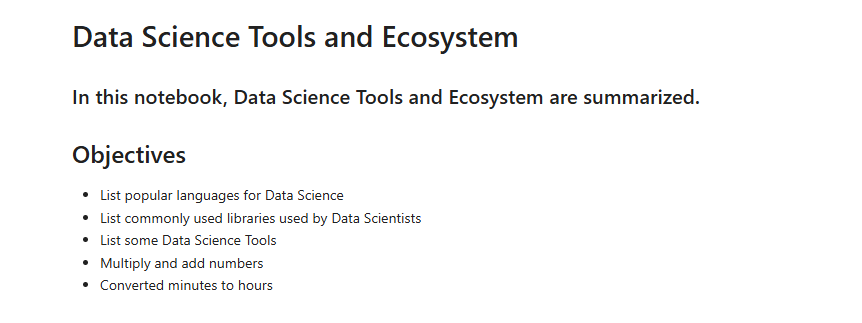 Data Science Tools and Ecosystem
In this notebook, Data Science Tools and Ecosystem are summarized.
Objectives
• List popular languages for Data Science
• List commonly used libraries used by Data Scientists
• List some Data Science Tools
• Multiply and add numbers
• Converted minutes to hours